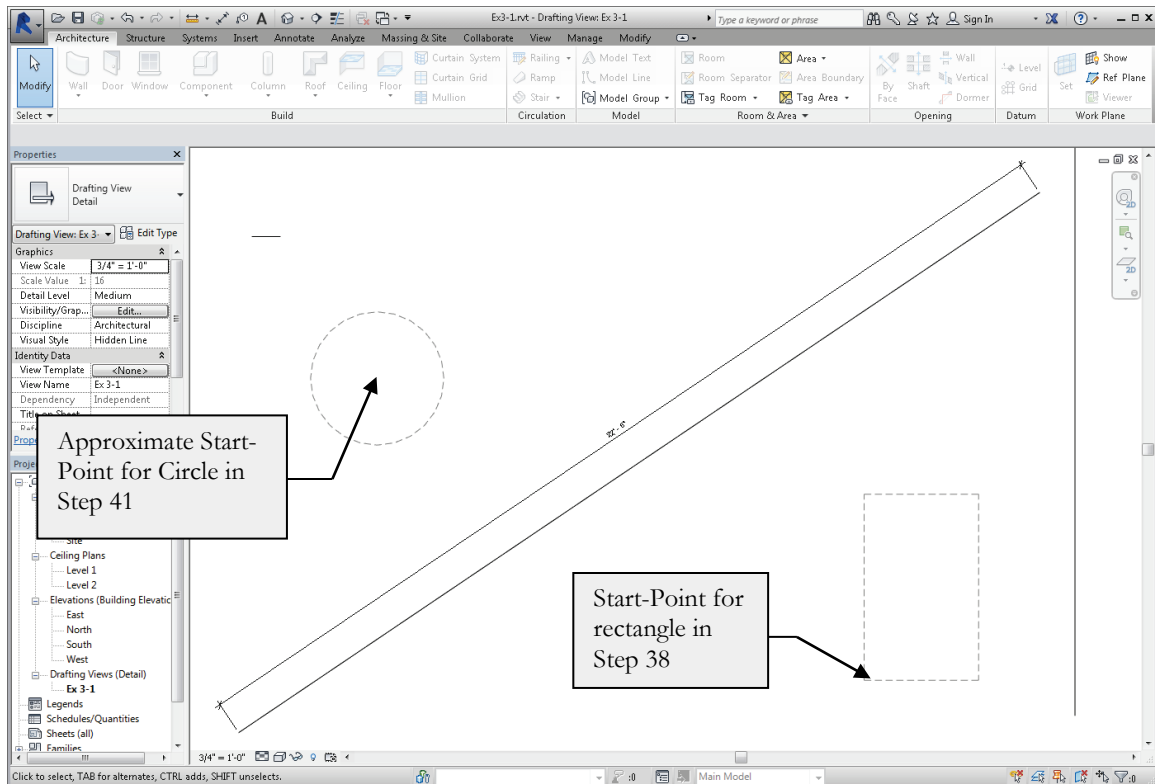 Ex3-1.rvt - Drafting View: Ex 3-1
Type a keyword or phrase
Sign In
Architecture Structure Systems Insert Annotate Analyze Massing & Site Collaborate View Manage Modify
Modify
Wall Door Window Component Column Roof Ceiling Floor
Curtain System
Curtain Grid
Mullion
Railing
Ramp
Stair
Model Text
Model Line
Model Group
Room
Room Separator
Tag Room
Area
Area Boundary
Tag Area
By Face
Shaft
Wall
Vertical
Dormer
Level
Grid
Set
Show
Ref Plane
Viewer
Select Build Circulation Model Room & Area Opening Datum Work Plane
Properties
Drafting View
Detail
Drafting View: Ex 3- Edit Type
Graphics
View Scale 3/4" = 1'-0"
Scale Value 1: 16
Detail Level Medium
Visibility/Grap... Edit...
Discipline Architectural
Visual Style Hidden Line
Identity Data
View Template <None>
View Name Ex 3-1
Dependency Independent
Approximate Start-
Point for Circle in
Step 41
Site
Ceiling Plans
Level 1
Level 2
Elevations (Building Elevatic
East
North
South
West
Drafting Views (Detail)
Ex 3-1
Legends
Schedules/Quantities
Sheets (all)
Families
Start-Point for
rectangle in
Step 38
3/4" = 1'-0"
Click to select, TAB for alternates, CTRL adds, SHIFT unselects.
:0
Main Model
:0